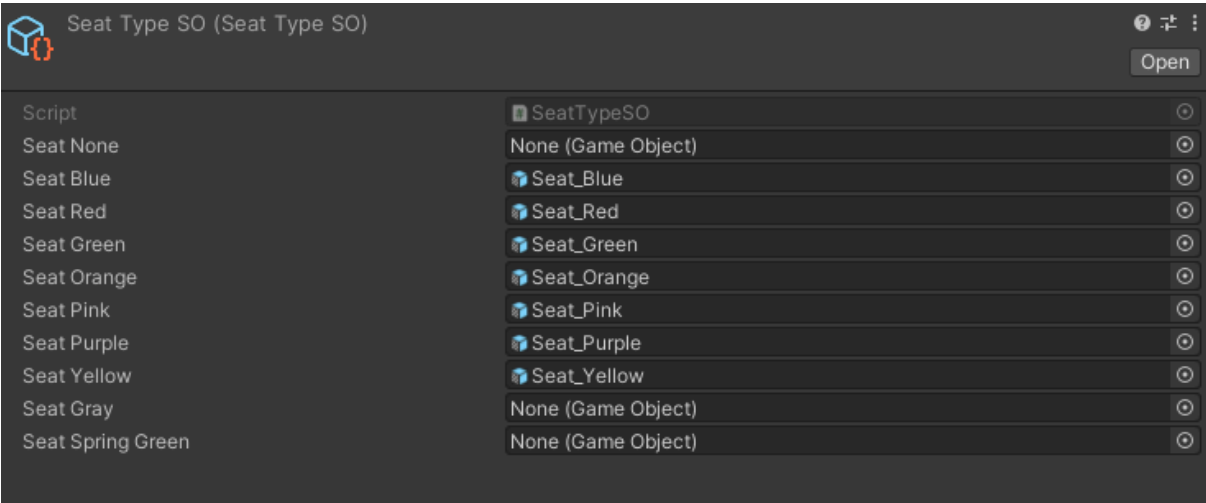 Seat Type SO (Seat Type SO)
Open
Script SeatTypeSO
Seat None None (Game Object)
Seat Blue Seat_Blue
Seat Red Seat_Red
Seat Green Seat_Green
Seat Orange Seat_Orange
Seat Pink Seat_Pink
Seat Purple Seat_Purple
Seat Yellow Seat_Yellow
Seat Gray None (Game Object)
Seat Spring Green None (Game Object)